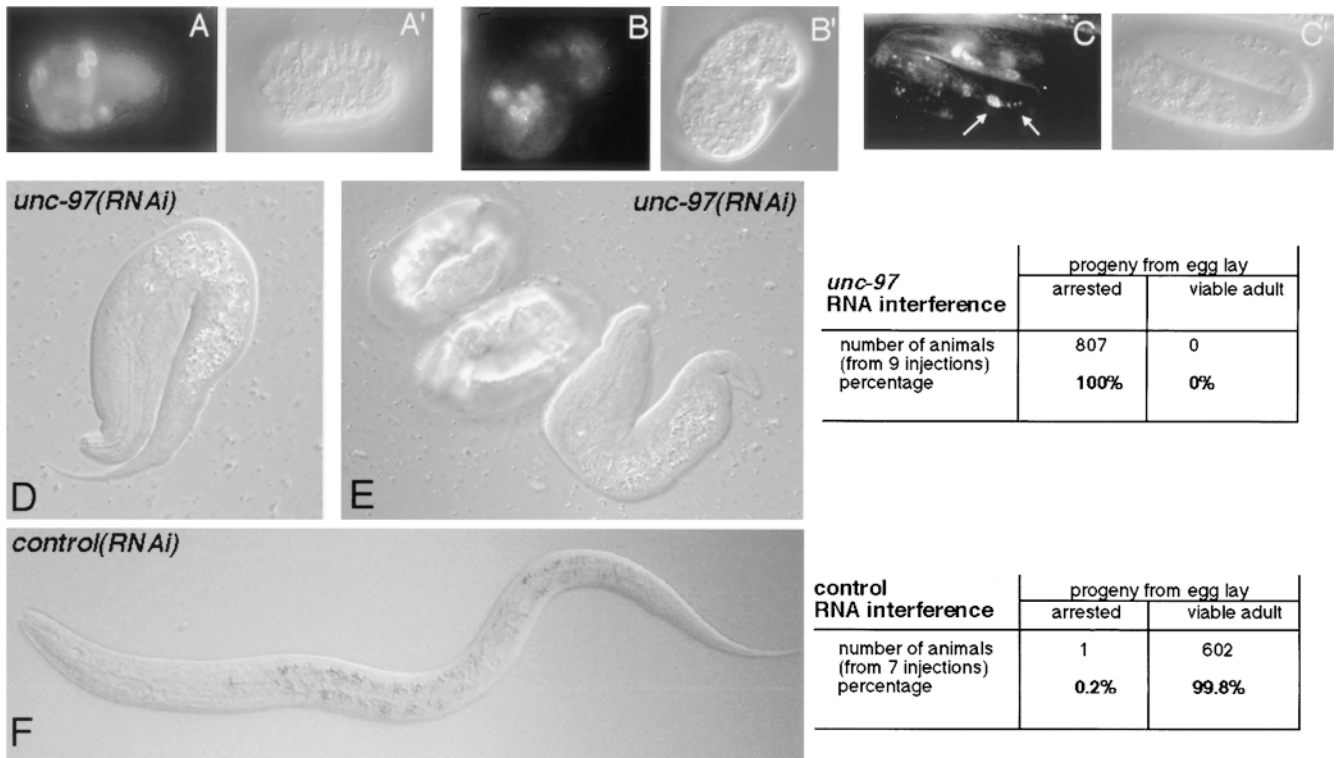 A
A'
B
B'
C
C'
unc-97(RNAi)
D
unc-97(RNAi)
E
control(RNAi)
F
unc-97
RNA interference
progeny from egg lay
arrested
viable adult
number of animals
(from 9 injections)
percentage
807
0
100%
0%
control
RNA interference
progeny from egg lay
arrested
viable adult
number of animals
(from 7 injections)
percentage
1
602
0.2%
99.8%